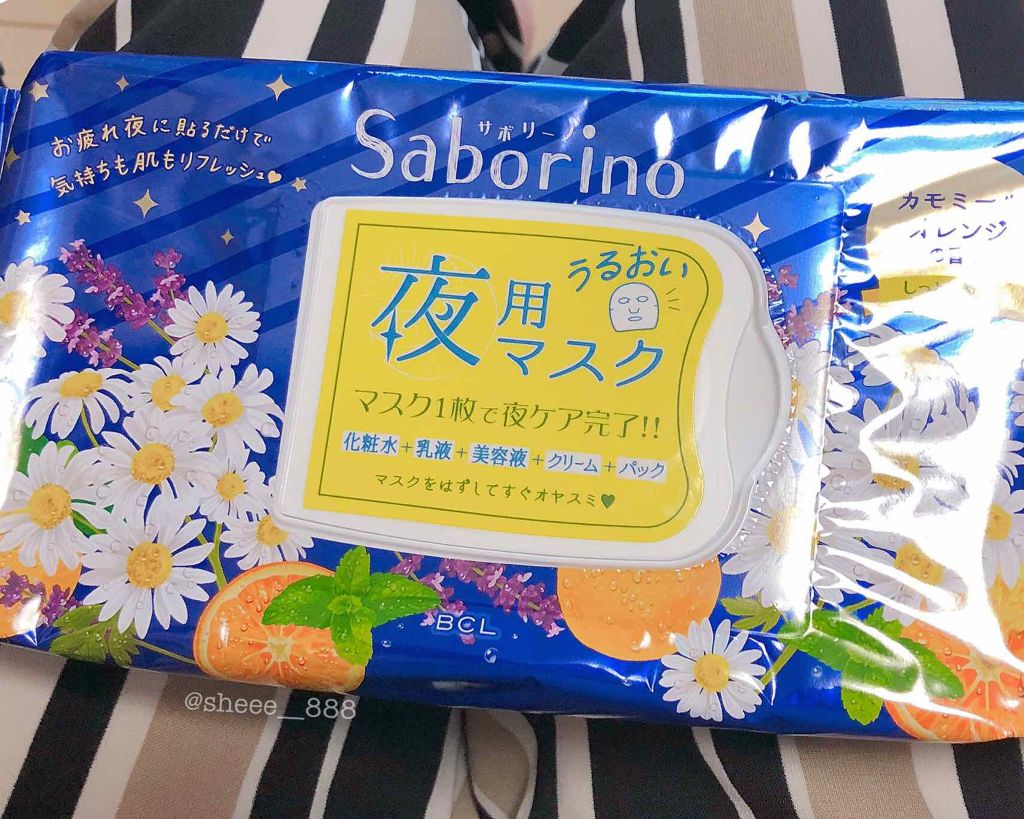 お疲れ夜に貼るだけで
気持ちも肌もリフレッシュ♥
サボリーノ
Saborino
うるおい
夜用
マスク
マスク1枚で夜ケア完了!!
化粧水+乳液+美容液+クリーム+パック
マスクをはずしてすぐオヤスミ♥
カモミー
オレンジ
BCL
@sheee__888